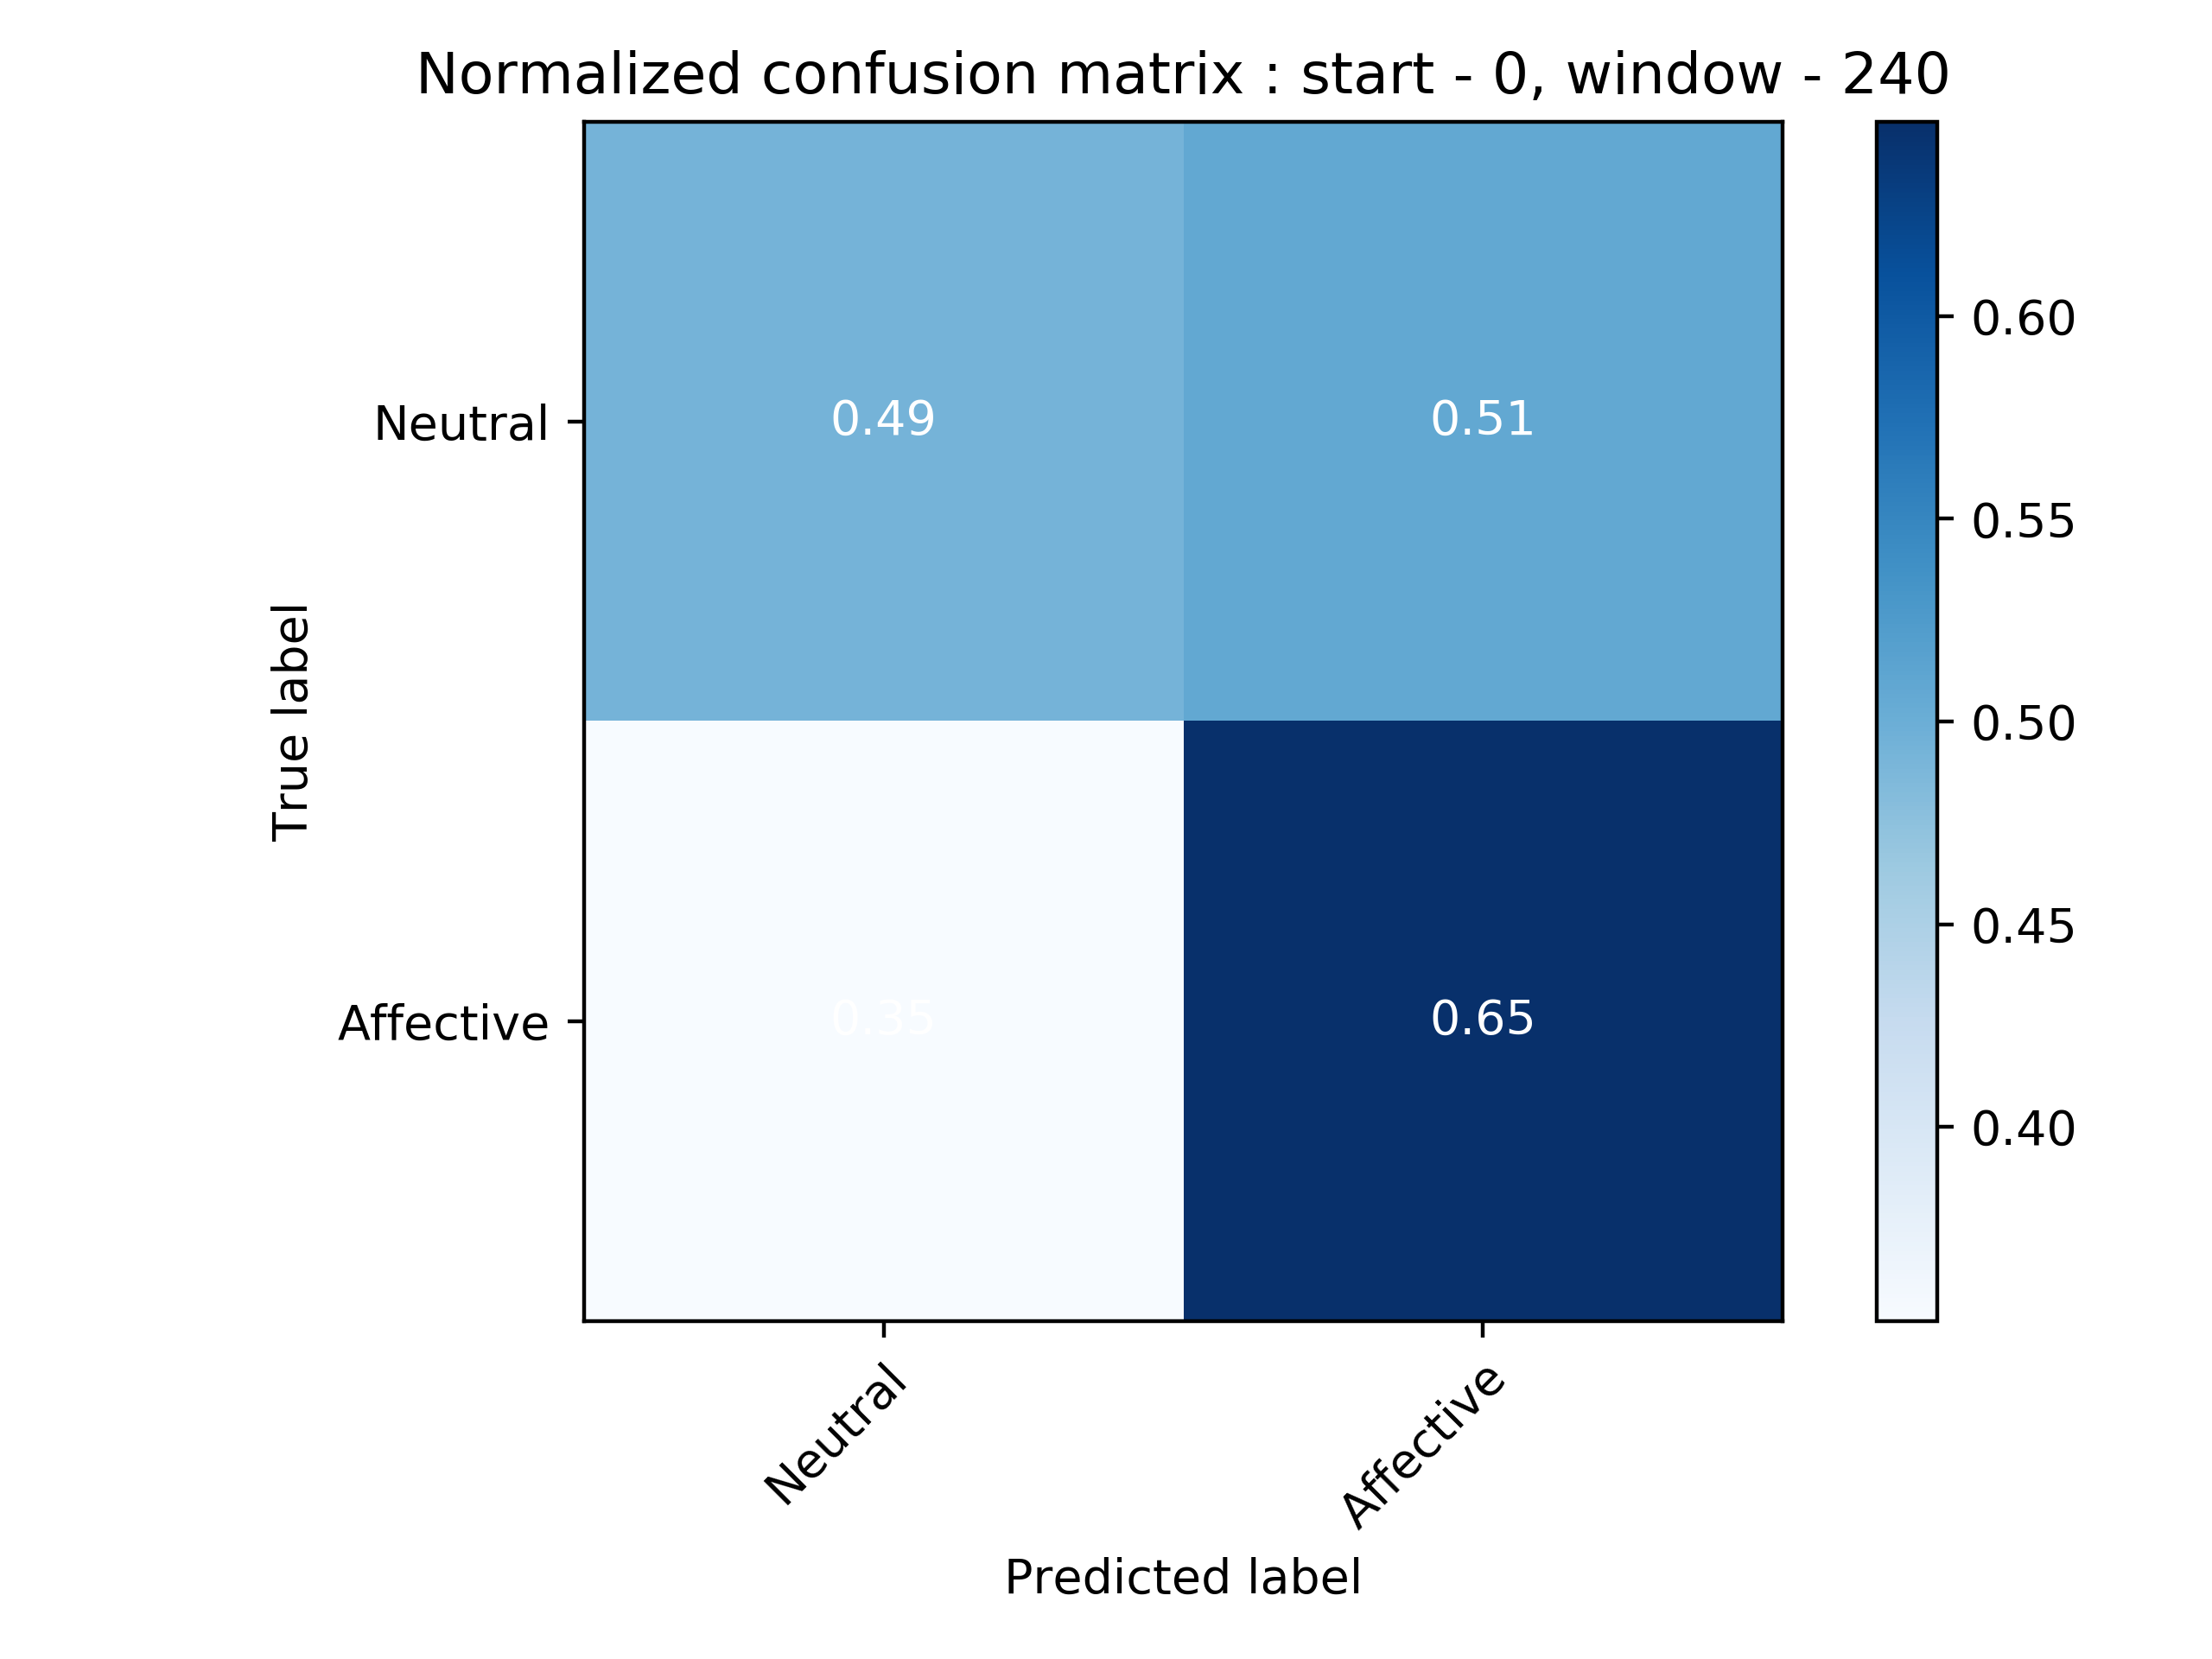 Normalized confusion matrix : start - 0, window - 240
Neutral
0.49 0.51
0.60
0.55
0.50
0.45
0.40
True label
Affective
0.35 0.65
Neutral Affective
Predicted label